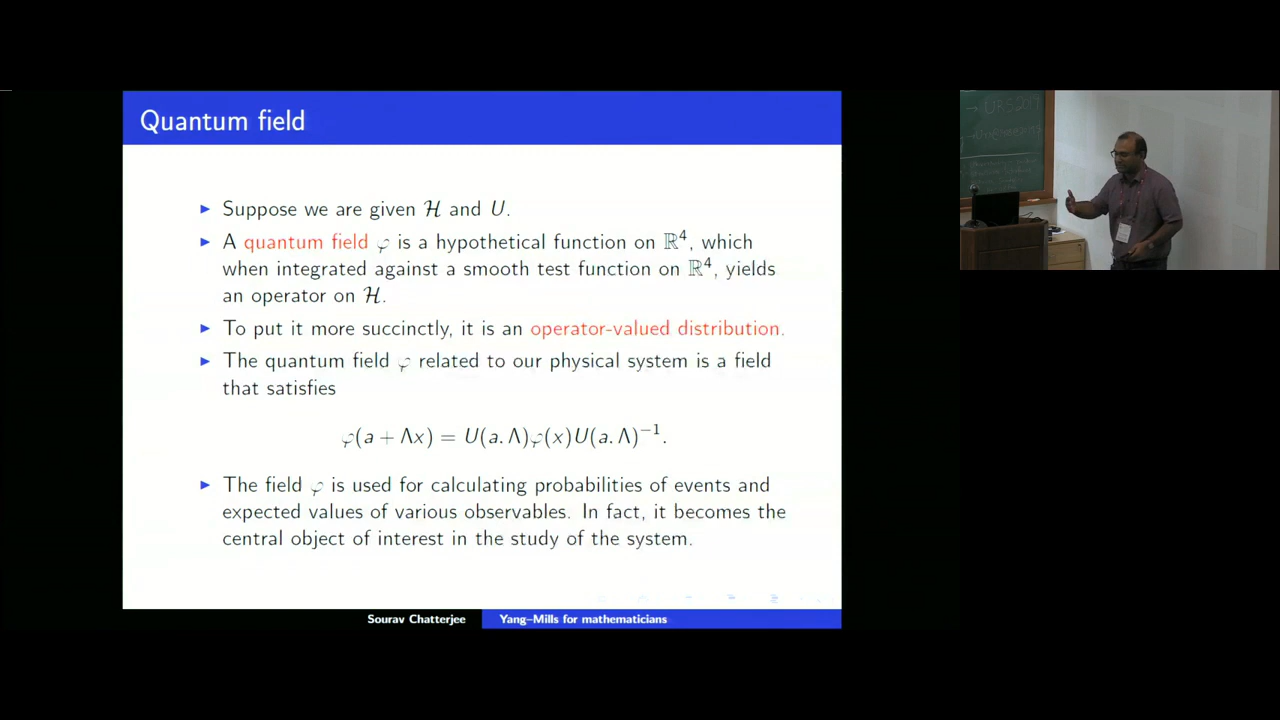 Quantum field
▶ Suppose we are given ℋ and U.
▶ A quantum field φ is a hypothetical function on ℝ⁴, which
when integrated against a smooth test function on ℝ⁴, yields
an operator on ℋ.
▶ To put it more succinctly, it is an operator-valued distribution.
▶ The quantum field φ related to our physical system is a field
that satisfies
φ(a + Λx) = U(a, Λ)φ(x)U(a, Λ)⁻¹.
▶ The field φ is used for calculating probabilities of events and
expected values of various observables. In fact, it becomes the
central object of interest in the study of the system.
Sourav Chatterjee
Yang–Mills for mathematicians